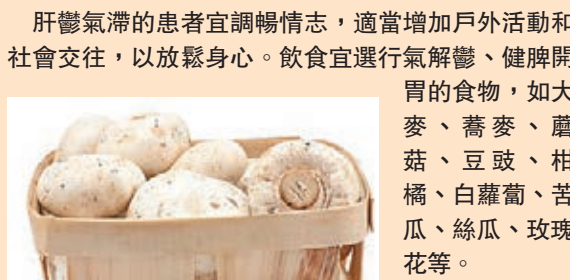 肝鬱氣滯的患者宜調暢情志，適當增加戶外活動和
社會交往，以放鬆身心。飲食宜選行氣解鬱、健脾開
胃的食物，如大
麥、蕎麥、蘑
菇、豆豉、柑
橘、白蘿蔔、苦
瓜、絲瓜、玫瑰
花等。